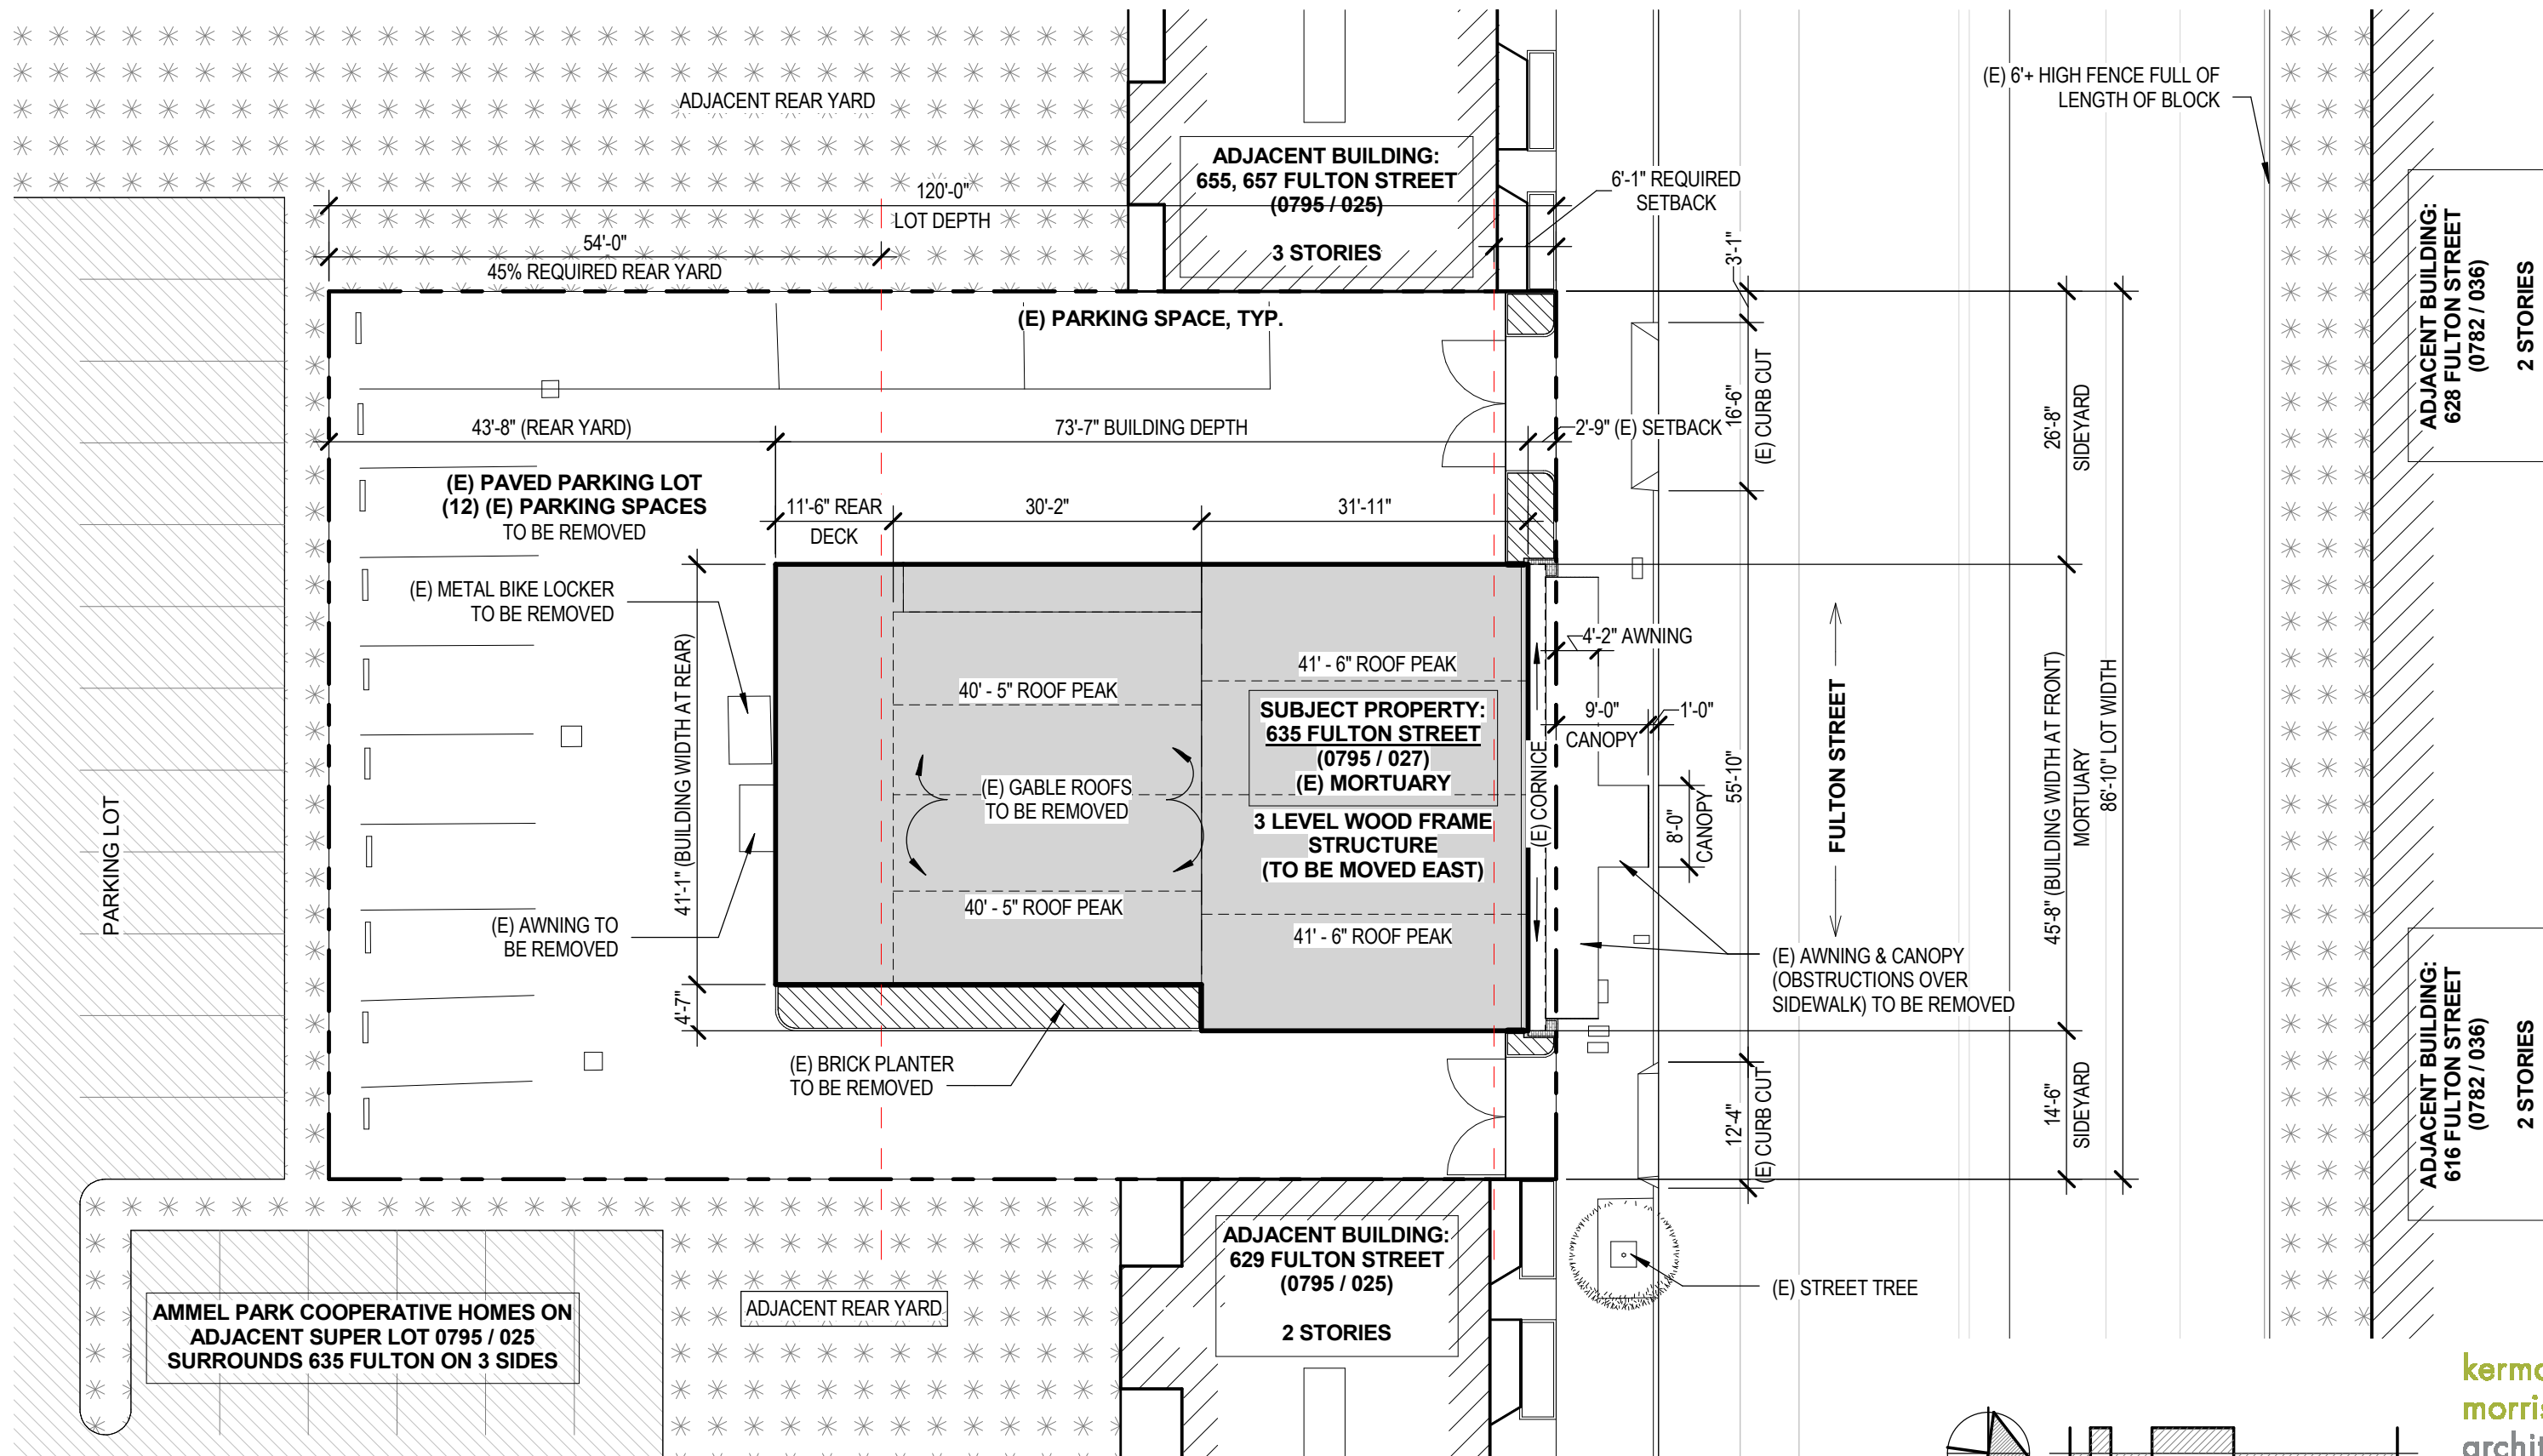 ADJACENT REAR YARD
ADJACENT BUILDING:
655, 657 FULTON STREET
(0795 / 025)
3 STORIES
(E) 6'+ HIGH FENCE FULL OF
LENGTH OF BLOCK
6'-1" REQUIRED
SETBACK
120'-0"
LOT DEPTH
54'-0"
45% REQUIRED REAR YARD
3'-1"
ADJACENT BUILDING:
628 FULTON STREET
(0782 / 036)
2 STORIES
(E) PARKING SPACE, TYP.
16'-6"
(E) CURB CUT
26'-8"
SIDEYARD
43'-8" (REAR YARD)
73'-7" BUILDING DEPTH
2'-9" (E) SETBACK
(E) PAVED PARKING LOT
(12) (E) PARKING SPACES
TO BE REMOVED
11'-6" REAR
DECK
30'-2"
31'-11"
(E) METAL BIKE LOCKER
TO BE REMOVED
41'-1" (BUILDING WIDTH AT REAR)
4'-2" AWNING
41' - 6" ROOF PEAK
40' - 5" ROOF PEAK
SUBJECT PROPERTY:
635 FULTON STREET
(0795 / 027)
(E) MORTUARY
3 LEVEL WOOD FRAME
STRUCTURE
(TO BE MOVED EAST)
(E) GABLE ROOFS
TO BE REMOVED
(E) CORNICE
9'-0"
CANOPY
1'-0"
8'-0"
CANOPY
55'-10"
FULTON STREET
45'-8" (BUILDING WIDTH AT FRONT)
MORTUARY
86'-10" LOT WIDTH
PARKING LOT
(E) AWNING TO
BE REMOVED
40' - 5" ROOF PEAK
41' - 6" ROOF PEAK
(E) AWNING & CANOPY
(OBSTRUCTIONS OVER
SIDEWALK) TO BE REMOVED
4'-7"
(E) BRICK PLANTER
TO BE REMOVED
12'-4"
(E) CURB CUT
14'-6"
SIDEYARD
ADJACENT BUILDING:
616 FULTON STREET
(0782 / 036)
2 STORIES
ADJACENT BUILDING:
629 FULTON STREET
(0795 / 025)
2 STORIES
(E) STREET TREE
ADJACENT REAR YARD
AMMEL PARK COOPERATIVE HOMES ON
ADJACENT SUPER LOT 0795 / 025
SURROUNDS 635 FULTON ON 3 SIDES